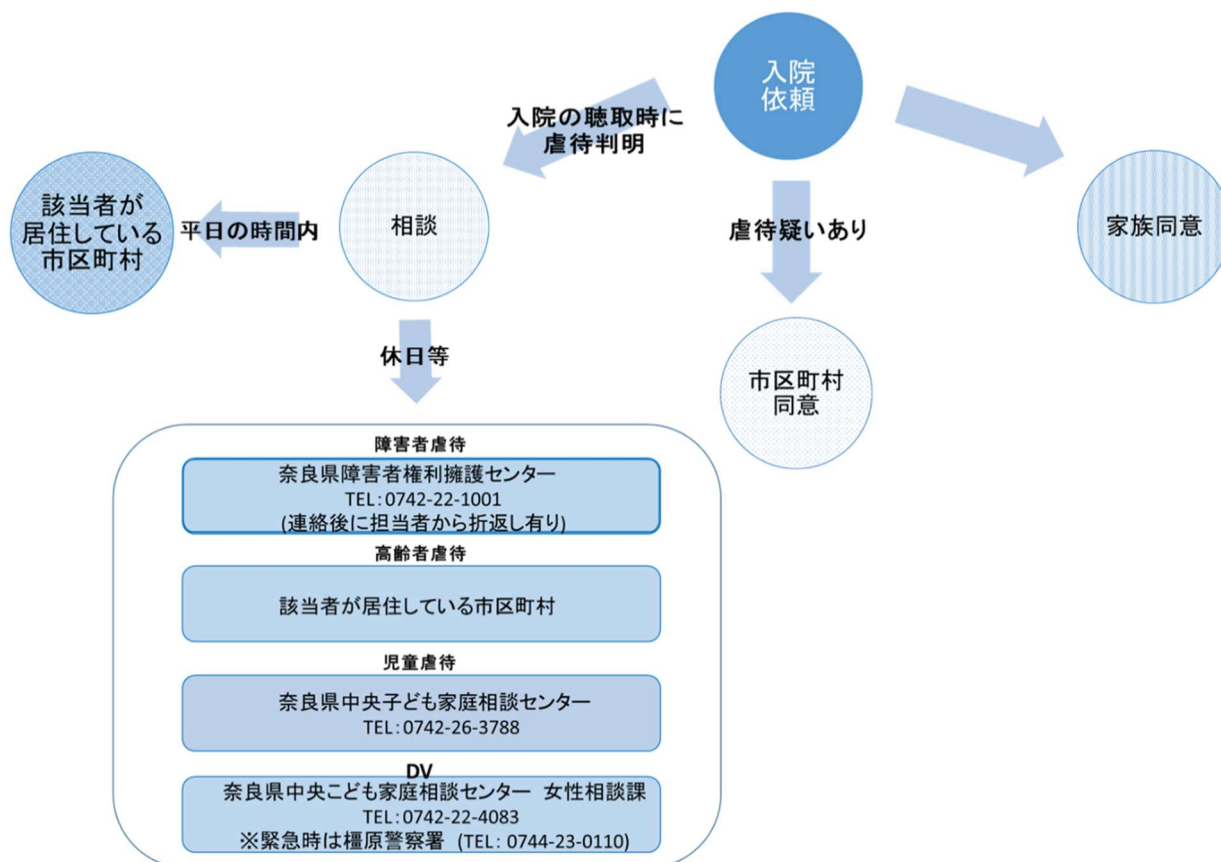 入院
依頼
入院の聴取時に
虐待判明
該当者が
居住している
市区町村
平日の時間内
相談
虐待疑いあり
家族同意
休日等
市区町村
同意
障害者虐待
奈良県障害者権利擁護センター
TEL:0742-22-1001
(連絡後に担当者から折返し有り)
高齢者虐待
該当者が居住している市区町村
児童虐待
奈良県中央子ども家庭相談センター
TEL:0742-26-3788
DV
奈良県中央こども家庭相談センター 女性相談課
TEL:0742-22-4083
※緊急時は橿原警察署 (TEL: 0744-23-0110)